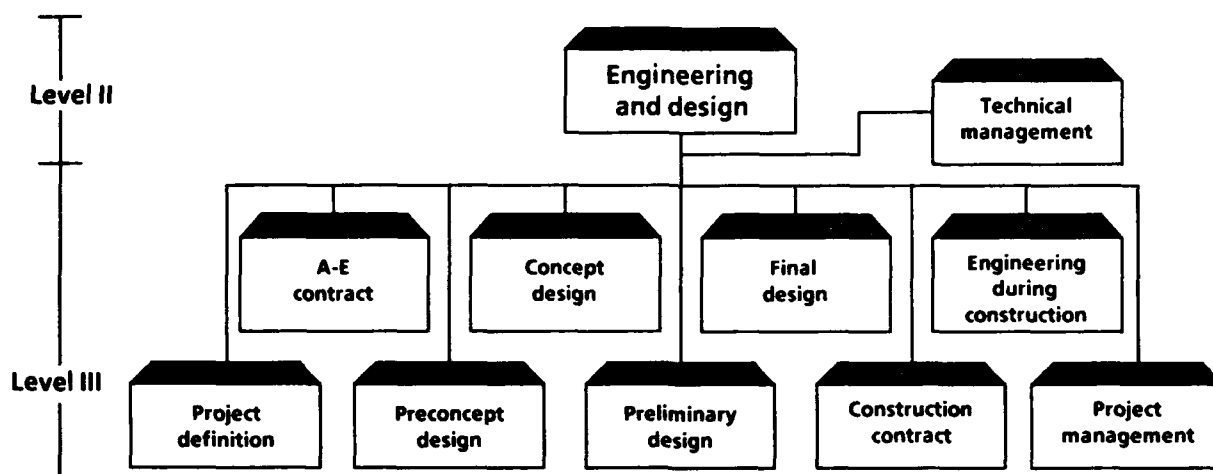 Level II
Engineering
and design
Technical
management
Level III
A-E
contract
Concept
design
Final
design
Engineering
during
construction
Project
definition
Preconcept
design
Preliminary
design
Construction
contract
Project
management